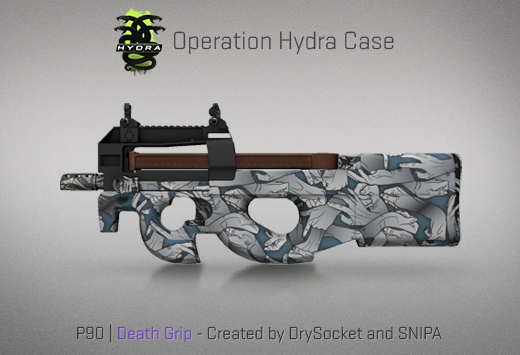 HYDRA
Operation Hydra Case
P90 | Death Grip - Created by DrySocket and SNIPA